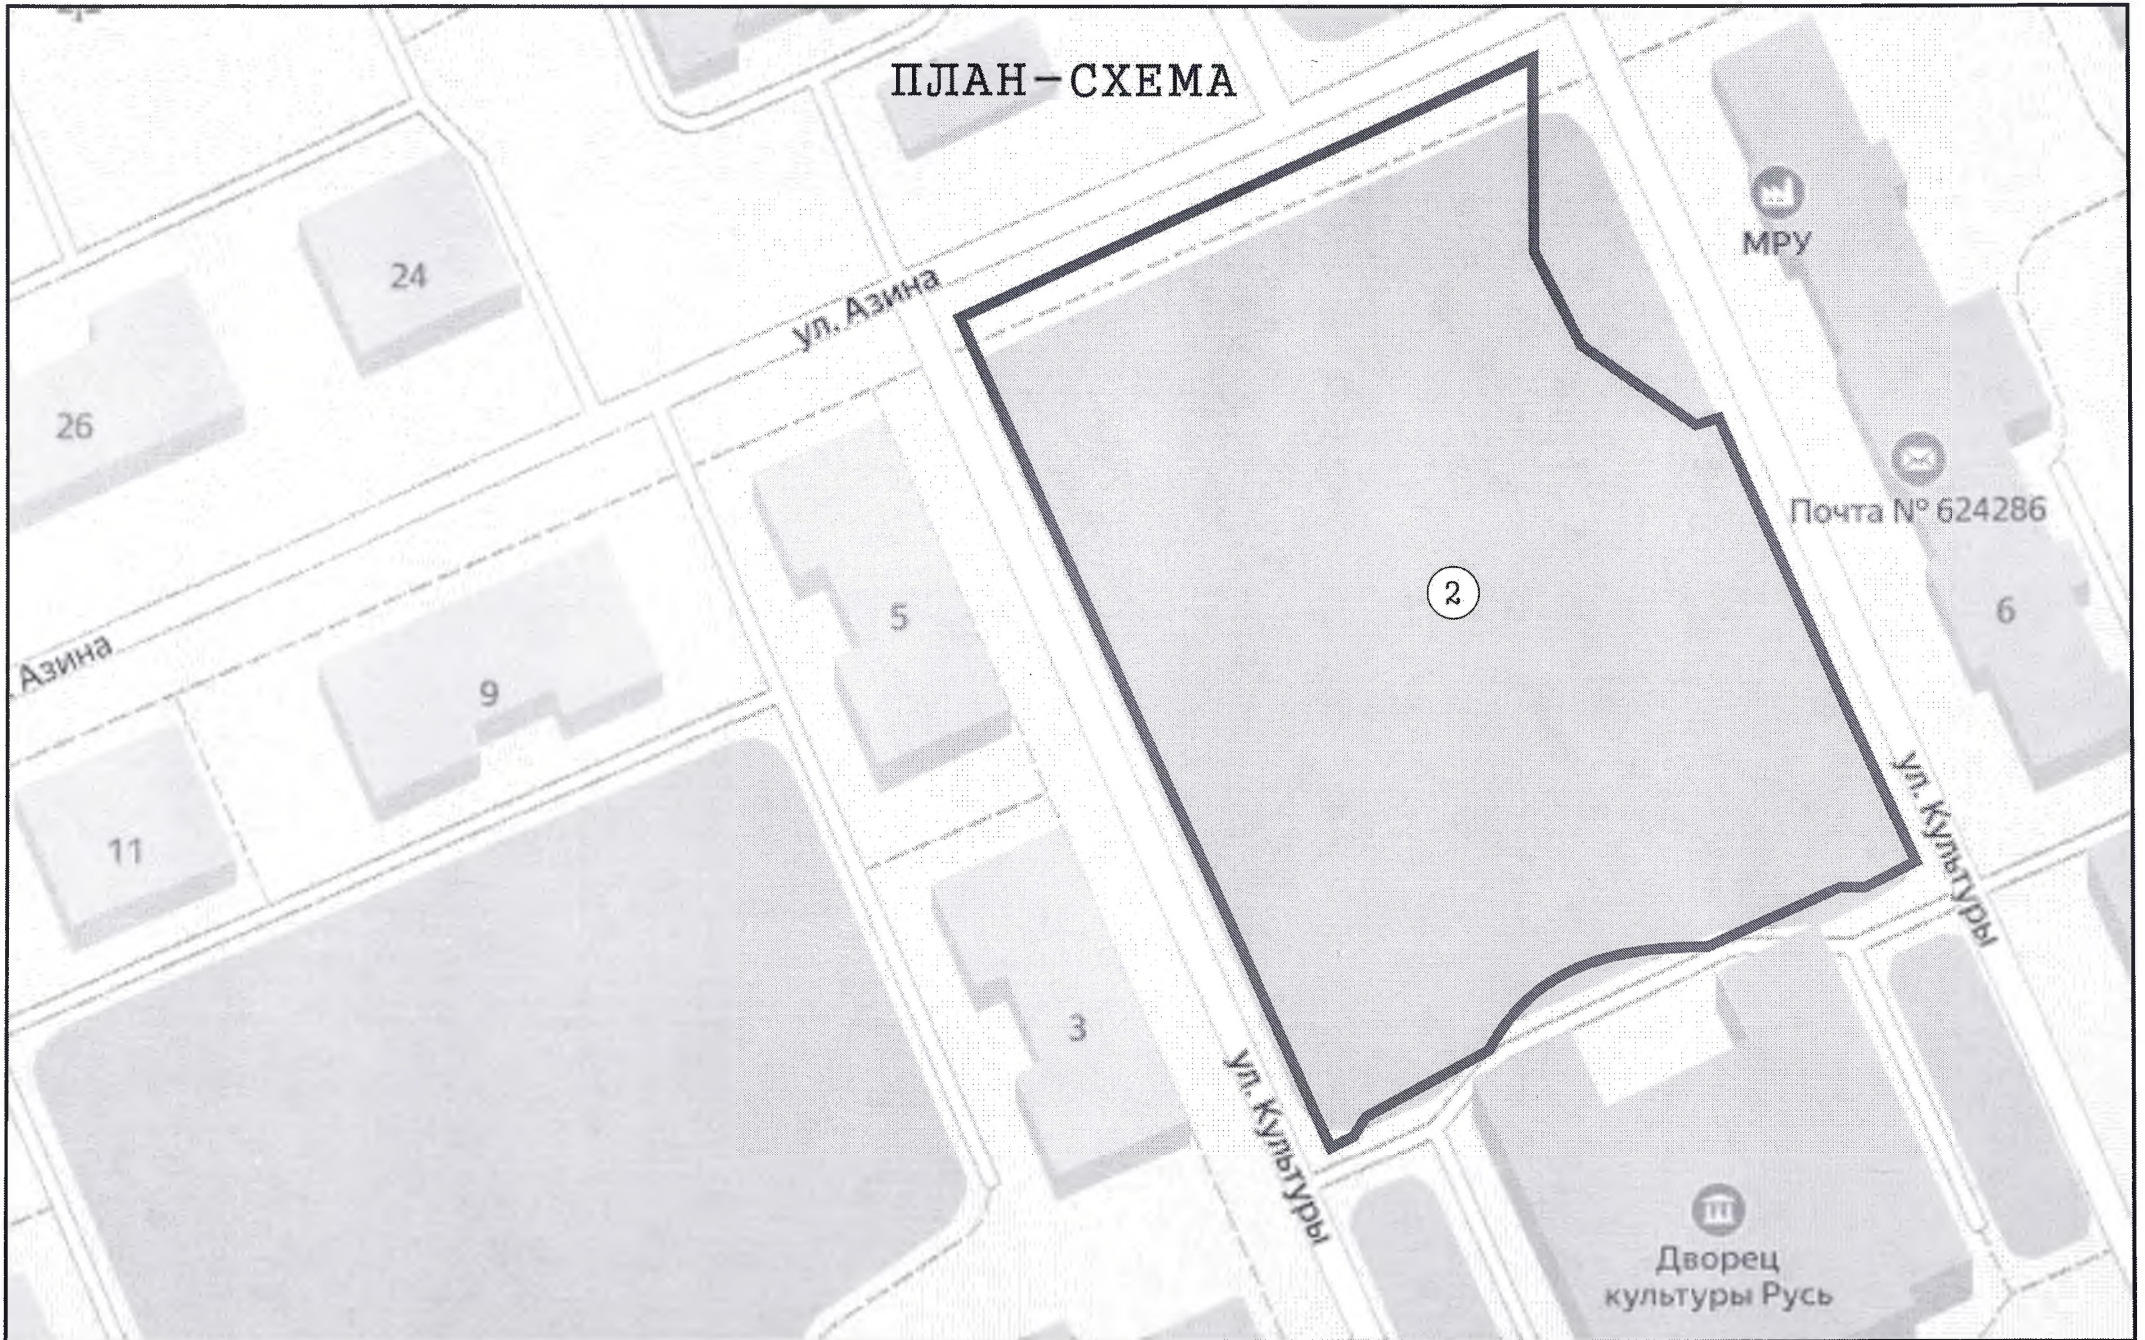 ПЛАН-СХЕМА
МРУ
24
ул. Азина
26
Почта № 624286
2
5
6
Азина
9
11
ул. Культуры
3
ул. Культуры
Дворец
культуры Русь